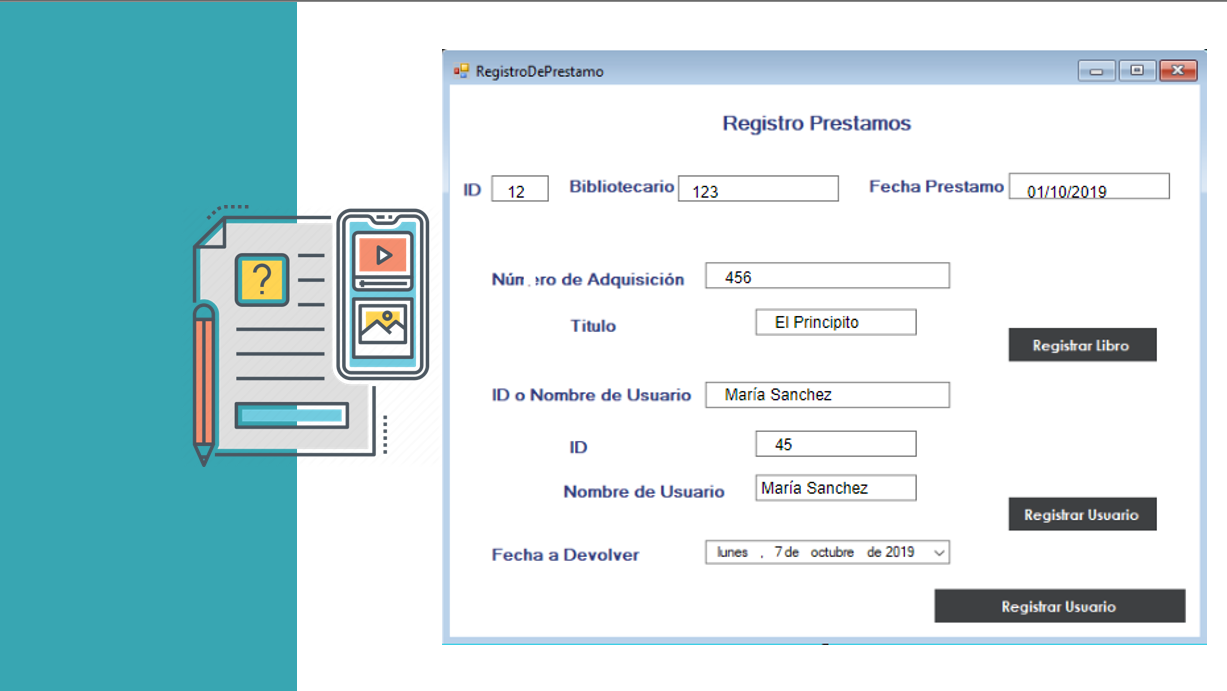 RegistroDePrestamo
Registro Prestamos
ID 12 Bibliotecario 123 Fecha Prestamo 01/10/2019
Número de Adquisición 456
Titulo El Principito
Registrar Libro
ID o Nombre de Usuario María Sanchez
ID 45
Nombre de Usuario María Sanchez
Registrar Usuario
Fecha a Devolver lunes , 7 de octubre de 2019
Registrar Usuario
?